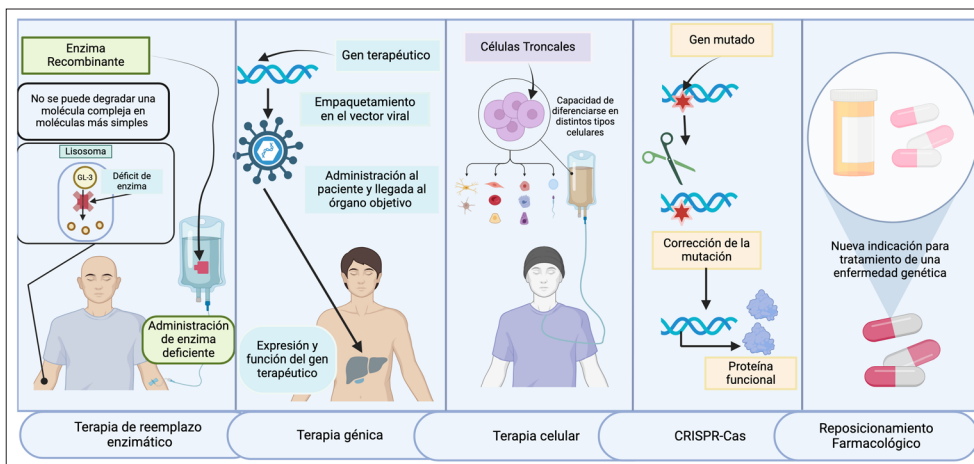 Enzima
Recombinante
No se puede degradar una
molécula compleja en
moléculas más simples
Lisosoma
GL-3
Déficit de
enzima
Administración
de enzima
deficiente
Terapia de reemplazo
enzimático
Gen terapéutico
Empaquetamiento
en el vector viral
Administración al
paciente y llegada al
órgano objetivo
Expresión y
función del gen
terapéutico
Terapia génica
Células Troncales
Capacidad de
diferenciarse en
distintos tipos
celulares
Terapia celular
Gen mutado
Corrección de la
mutación
Proteína
funcional
CRISPR-Cas
Nueva indicación para
tratamiento de una
enfermedad genética
Reposicionamiento
Farmacológico